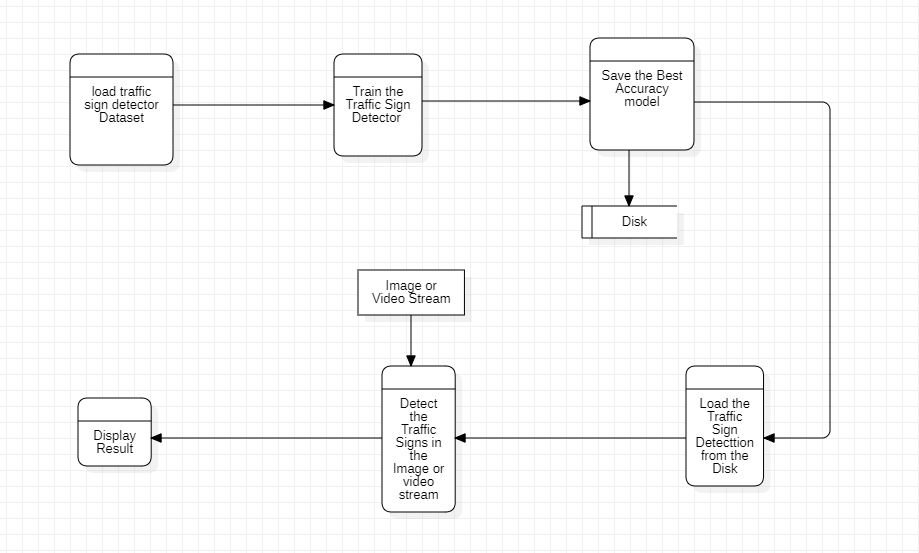 load traffic
sign detector
Dataset
Train the
Traffic Sign
Detector
Save the Best
Accuracy
model
Disk
Image or
Video Stream
Load the
Traffic
Sign
Detecttion
from the
Disk
Detect
the
Traffic
Signs in
the
Image or
video
stream
Display
Result